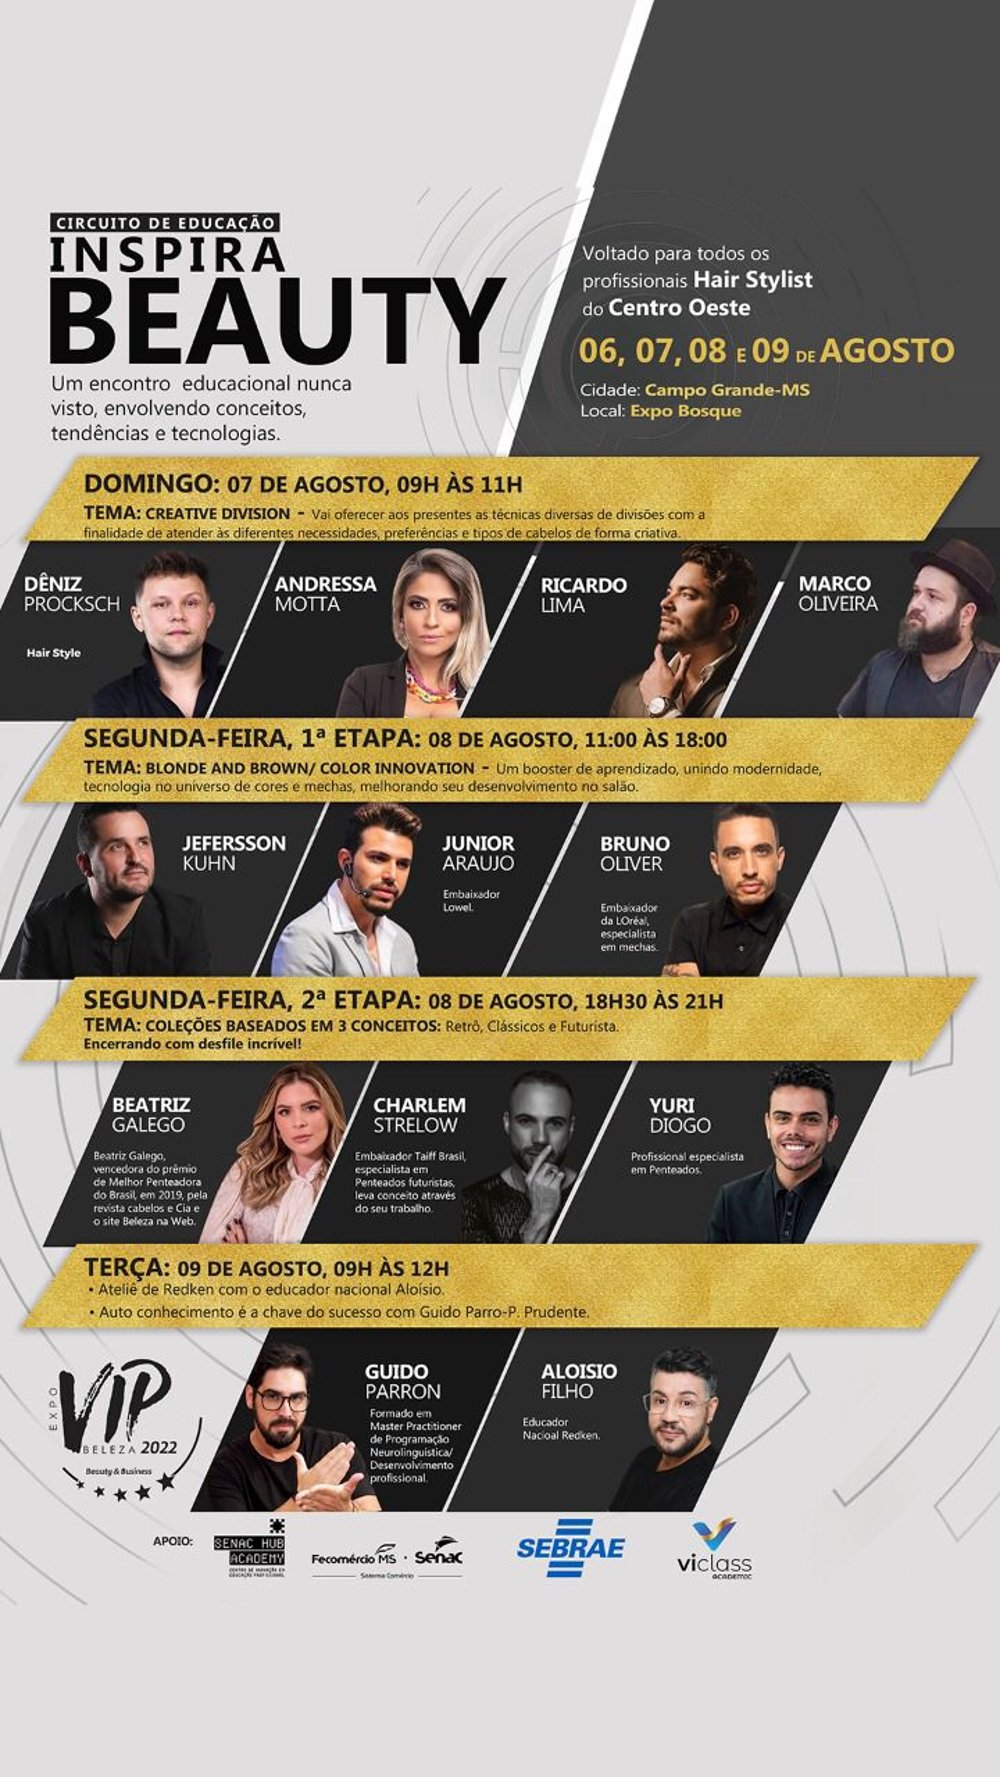 CIRCUITO DE EDUCAÇÃO
INSPIRA
BEAUTY
Um encontro educacional nunca
visto, envolvendo conceitos,
tendências e tecnologias.
Voltado para todos os
profissionais Hair Stylist
do Centro Oeste
06, 07, 08 E 09 DE AGOSTO
Cidade: Campo Grande-MS
Local: Expo Bosque
DOMINGO: 07 DE AGOSTO, 09H ÀS 11H
TEMA: CREATIVE DIVISION - Vai oferecer aos presentes as técnicas diversas de divisões com a
finalidade de atender às diferentes necessidades, preferências e tipos de cabelos de forma criativa.
DÊNIZ
PROCKSCH
Hair Style
ANDRESSA
MOTTA
RICARDO
LIMA
MARCO
OLIVEIRA
SEGUNDA-FEIRA, 1ª ETAPA: 08 DE AGOSTO, 11:00 ÀS 18:00
TEMA: BLONDE AND BROWN/ COLOR INNOVATION - Um booster de aprendizado, unindo modernidade,
tecnologia no universo de cores e mechas, melhorando seu desenvolvimento no salão.
JEFERSSON
KUHN
JUNIOR
ARAUJO
Embaixador
Lowel.
BRUNO
OLIVER
Embaixador
da LOréal,
especialista
em mechas.
SEGUNDA-FEIRA, 2ª ETAPA: 08 DE AGOSTO, 18H30 ÀS 21H
TEMA: COLEÇÕES BASEADOS EM 3 CONCEITOS: Retrô, Clássicos e Futurista.
Encerrando com desfile incrível!
BEATRIZ
GALEGO
Beatriz Galego,
vencedora do prêmio
de Melhor Penteadora
do Brasil, em 2019, pela
revista cabelos e Cia e
o site Beleza na Web.
CHARLEM
STRELOW
Embaixador Taiff Brasil,
especialista em
Penteados futuristas,
leva conceito através
do seu trabalho.
YURI
DIOGO
Profissional especialista
em Penteados.
TERÇA: 09 DE AGOSTO, 09H ÀS 12H
• Ateliê de Redken com o educador nacional Aloísio.
• Auto conhecimento é a chave do sucesso com Guido Parro-P. Prudente.
GUIDO
PARRON
Formado em
Master Practitioner
de Programação
Neurolinguistica/
Desenvolvimento
profissional.
ALOISIO
FILHO
Educador
Nacioal Redken.
EXPO
VIP
BELEZA 2022
Beauty & Business
APOIO:
SENAC HUB
ACADEMY
CENTRO DE INOVAÇÃO EM
EDUCAÇÃO PROFISSIONAL
Fecomércio MS · Senac
Sistema Comércio
SEBRAE
viclass
ACADEMIC